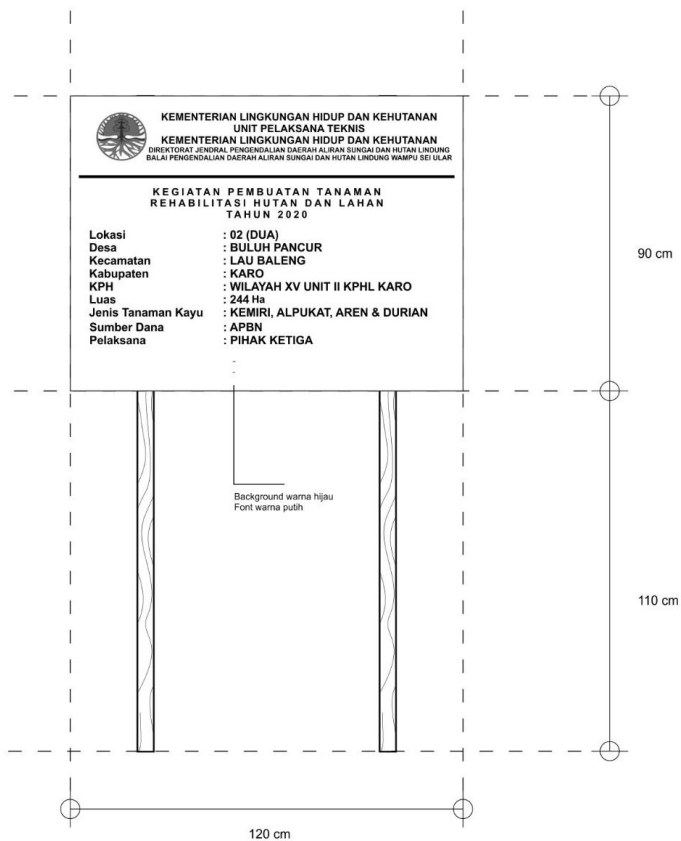 KEMENTERIAN LINGKUNGAN HIDUP DAN KEHUTANAN
UNIT PELAKSANA TEKNIS
KEMENTERIAN LINGKUNGAN HIDUP DAN KEHUTANAN
DIREKTORAT JENDRAL PENGENDALIAN DAERAH ALIRAN SUNGAI DAN HUTAN LINDUNG
BALAI PENGENDALIAN DAERAH ALIRAN SUNGAI DAN HUTAN LINDUNG WAMPU SEI ULAR
KEGIATAN PEMBUATAN TANAMAN
REHABILITASI HUTAN DAN LAHAN
TAHUN 2020
Lokasi : 02 (DUA)
Desa : BULUH PANCUR
Kecamatan : LAU BALENG
Kabupaten : KARO
KPH : WILAYAH XV UNIT II KPHL KARO
Luas : 244 Ha
Jenis Tanaman Kayu : KEMIRI, ALPUKAT, AREN & DURIAN
Sumber Dana : APBN
Pelaksana : PIHAK KETIGA
90 cm
Background warna hijau
Font warna putih
110 cm
120 cm